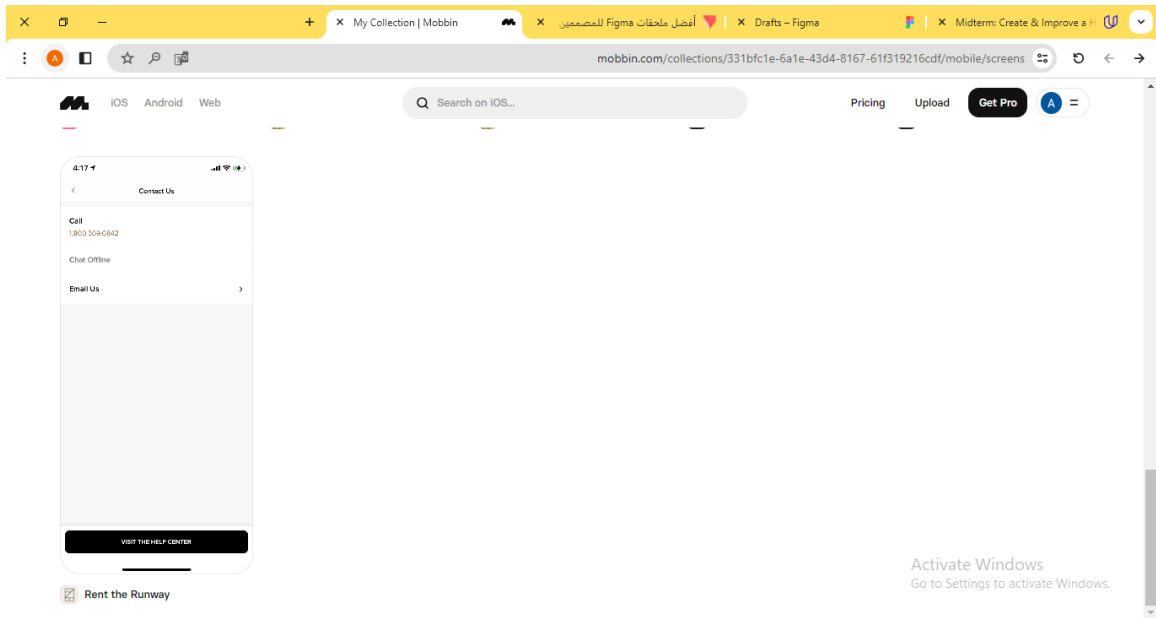 My Collection | Mobbin
أفضل ملحقات Figma للمصممين
Drafts – Figma
Midterm: Create & Improve a H
A
mobbin.com/collections/331bfc1e-6a1e-43d4-8167-61f319216cdf/mobile/screens
iOS Android Web
Search on iOS...
Pricing Upload Get Pro A
4:17
Contact Us
Call
1.800.509.0842
Chat Offline
Email Us
VISIT THE HELP CENTER
Rent the Runway
Activate Windows
Go to Settings to activate Windows.